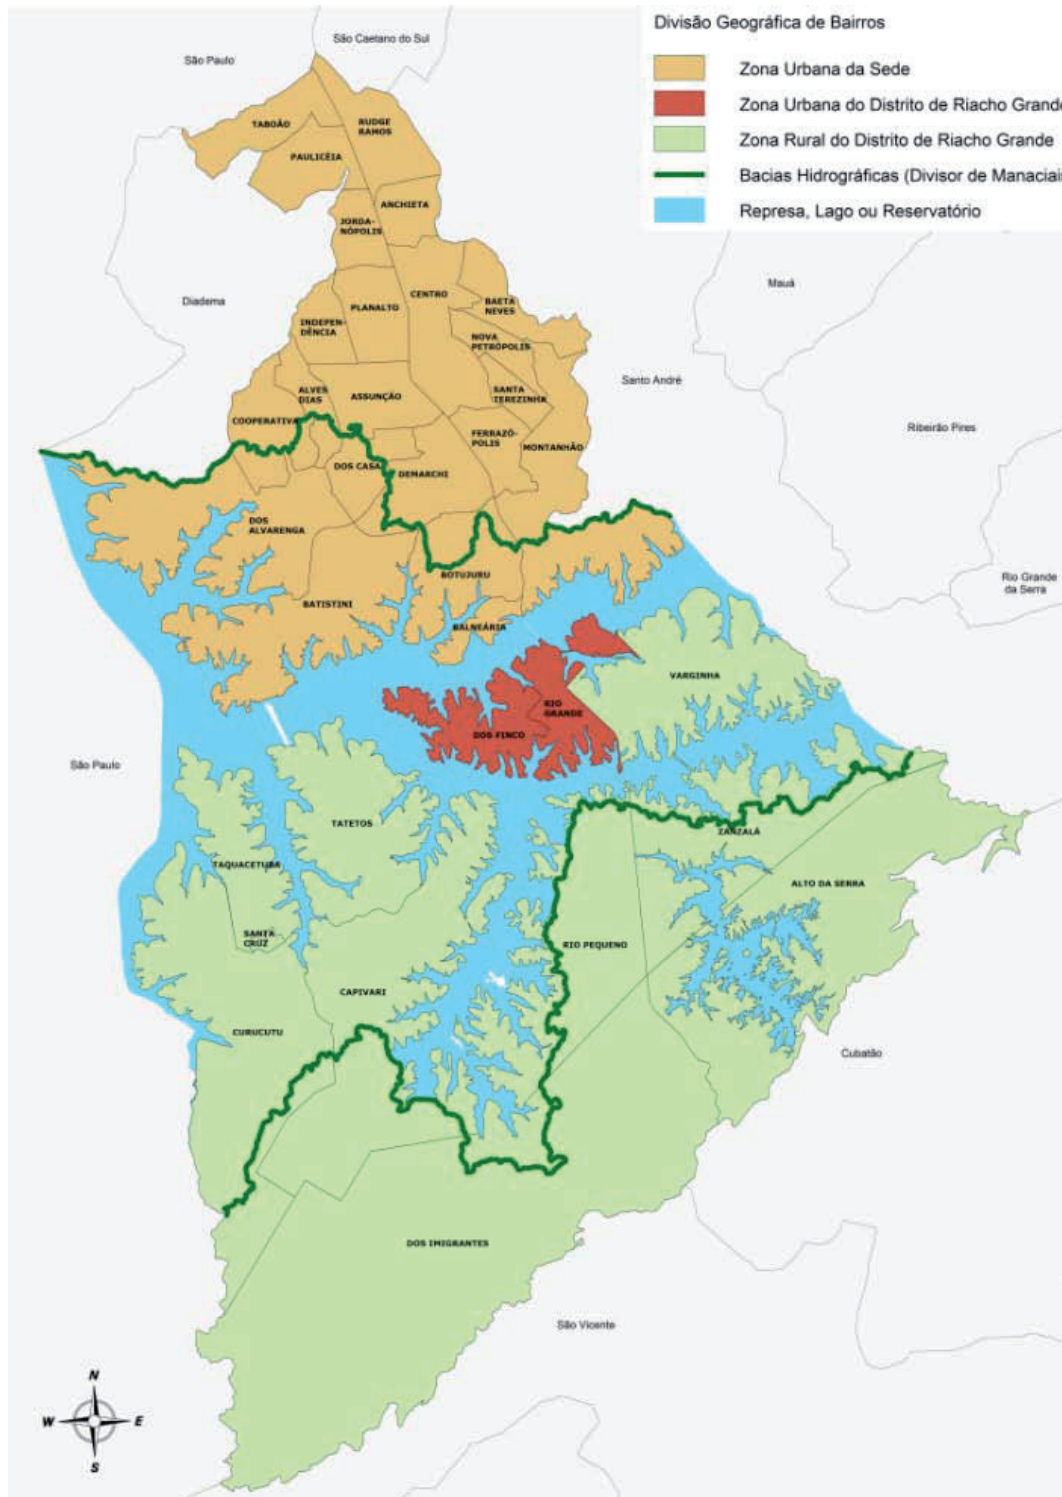 Divisão Geográfica de Bairros
Zona Urbana da Sede
Zona Urbana do Distrito de Riacho Grande
Zona Rural do Distrito de Riacho Grande
Bacias Hidrográficas (Divisor de Manaciais
Represa, Lago ou Reservatório
São Caetano do Sul
São Paulo
TABOÃO
RUDGE
RAMOS
PAULICÉIA
ANCHIETA
JORDA-
NÓPOLIS
Mauá
Diadema
CENTRO
PLANALTO
BAETA
NEVES
INDEPEN-
DÊNCIA
NOVA
PETRÓPOLIS
Santo André
ALVES
DIAS
ASSUNÇÃO
SANTA
TEREZINHA
COOPERATIVA
Ribeirão Pires
FERRAZÓ-
POLIS
MONTANHÃO
DOS CASA
DEMARCHI
DOS
ALVARENGA
BOTUJURU
Rio Grande
da Serra
BATISTINI
BALNEÁRIA
VARGINHA
RIO
GRANDE
DOS FINCO
São Paulo
TATETOS
ZANZALÁ
TAQUACETUBA
ALTO DA SERRA
SANTA
CRUZ
RIO PEQUENO
CAPIVARI
CURUCUTU
Cubatão
DOS IMIGRANTES
São Vicente
N
W
E
S